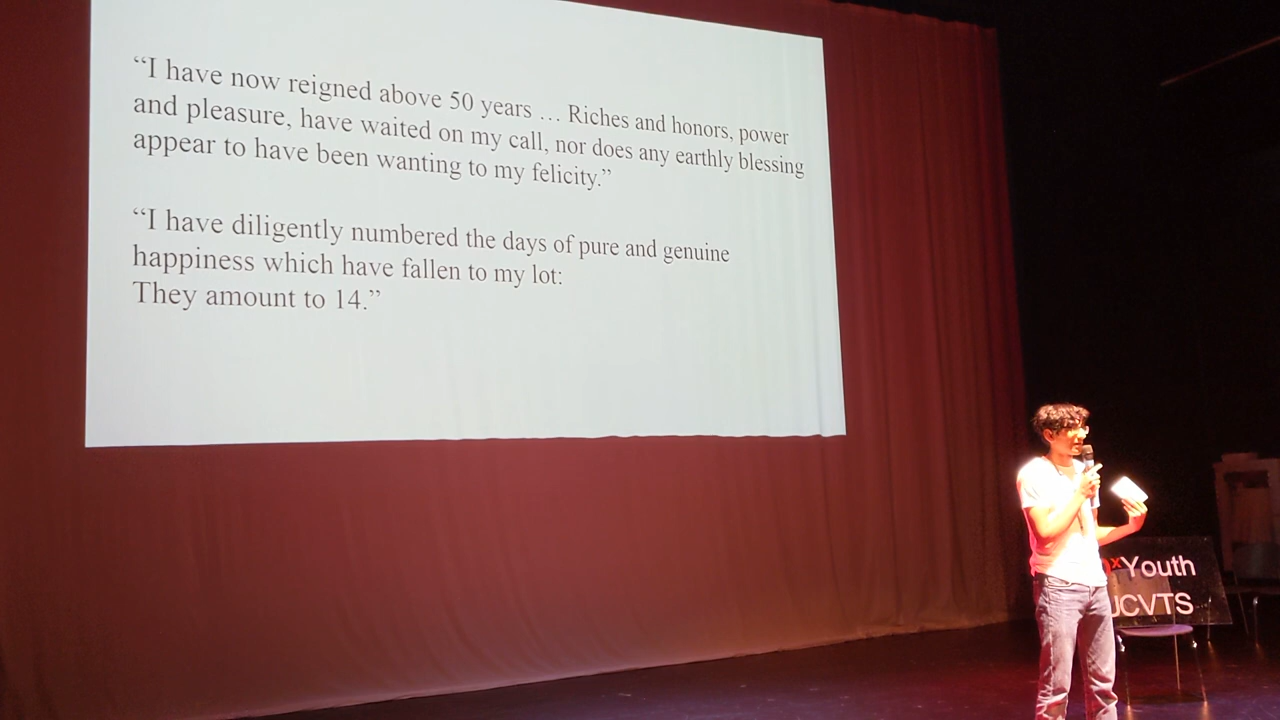 “I have now reigned above 50 years … Riches and honors, power
and pleasure, have waited on my call, nor does any earthly blessing
appear to have been wanting to my felicity.”
“I have diligently numbered the days of pure and genuine
happiness which have fallen to my lot:
They amount to 14.”
xYouth
JCVTS